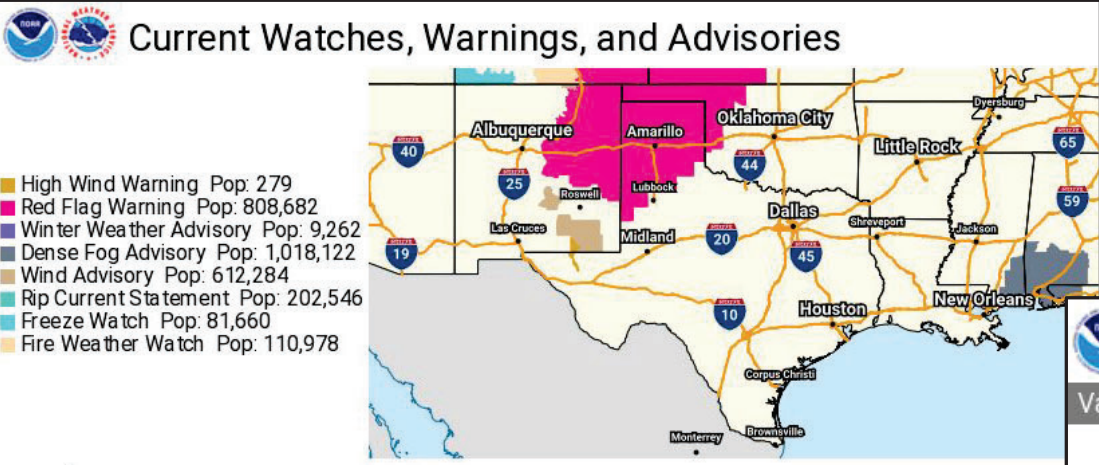 Current Watches, Warnings, and Advisories
High Wind Warning Pop: 279
Red Flag Warning Pop: 808,682
Winter Weather Advisory Pop: 9,262
Dense Fog Advisory Pop: 1,018,122
Wind Advisory Pop: 612,284
Rip Current Statement Pop: 202,546
Freeze Watch Pop: 81,660
Fire Weather Watch Pop: 110,978
Dyersburg
Albuquerque
Amarillo
Oklahoma City
Little Rock
40
65
44
25
Roswell
Lubbock
59
Dallas
Shreveport
Las Cruces
Midland
20
Jackson
19
45
New Orleans
10
Houston
Corpus Christi
Monterrey
Brownsville
Va